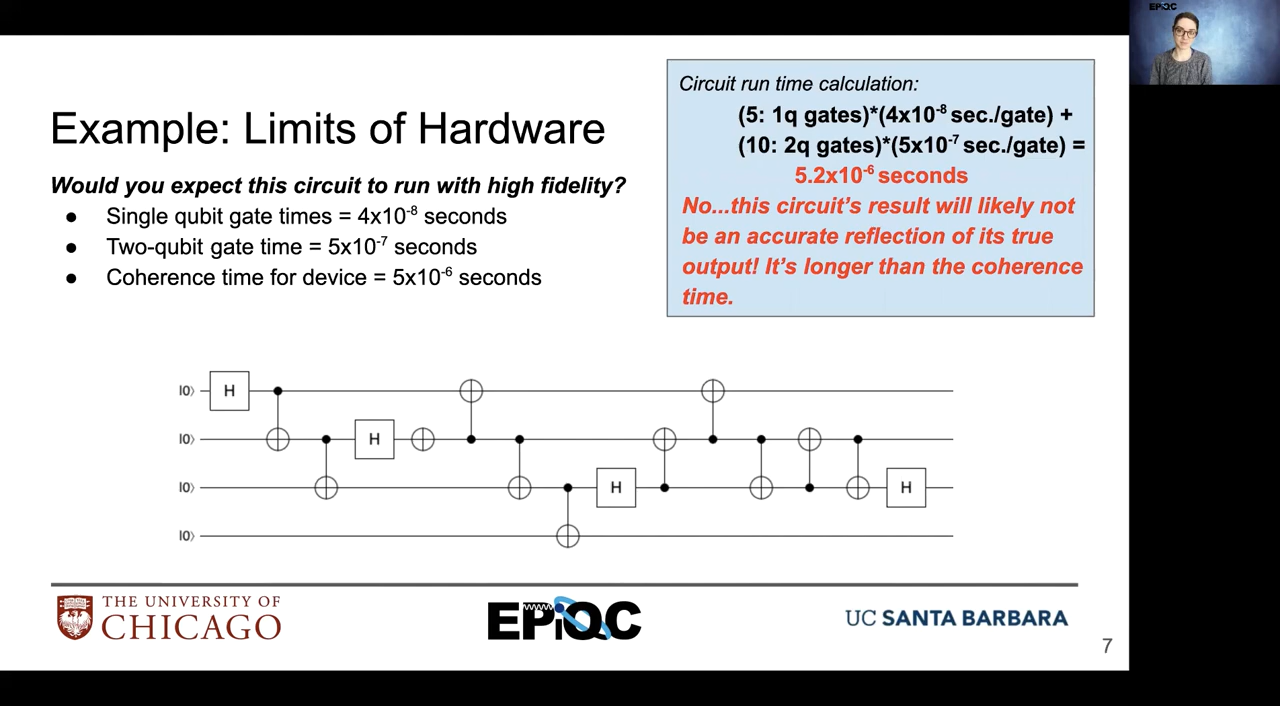 EPiQC
Example: Limits of Hardware
Would you expect this circuit to run with high fidelity?
● Single qubit gate times = 4x10⁻⁸ seconds
● Two-qubit gate time = 5x10⁻⁷ seconds
● Coherence time for device = 5x10⁻⁶ seconds
Circuit run time calculation:
(5: 1q gates)*(4x10⁻⁸ sec./gate) +
(10: 2q gates)*(5x10⁻⁷ sec./gate) =
5.2x10⁻⁶ seconds
No...this circuit's result will likely not
be an accurate reflection of its true
output! It's longer than the coherence
time.
|0⟩ H
|0⟩ H
|0⟩ H H
|0⟩
THE UNIVERSITY OF
CHICAGO
EPiQC
UC SANTA BARBARA
7